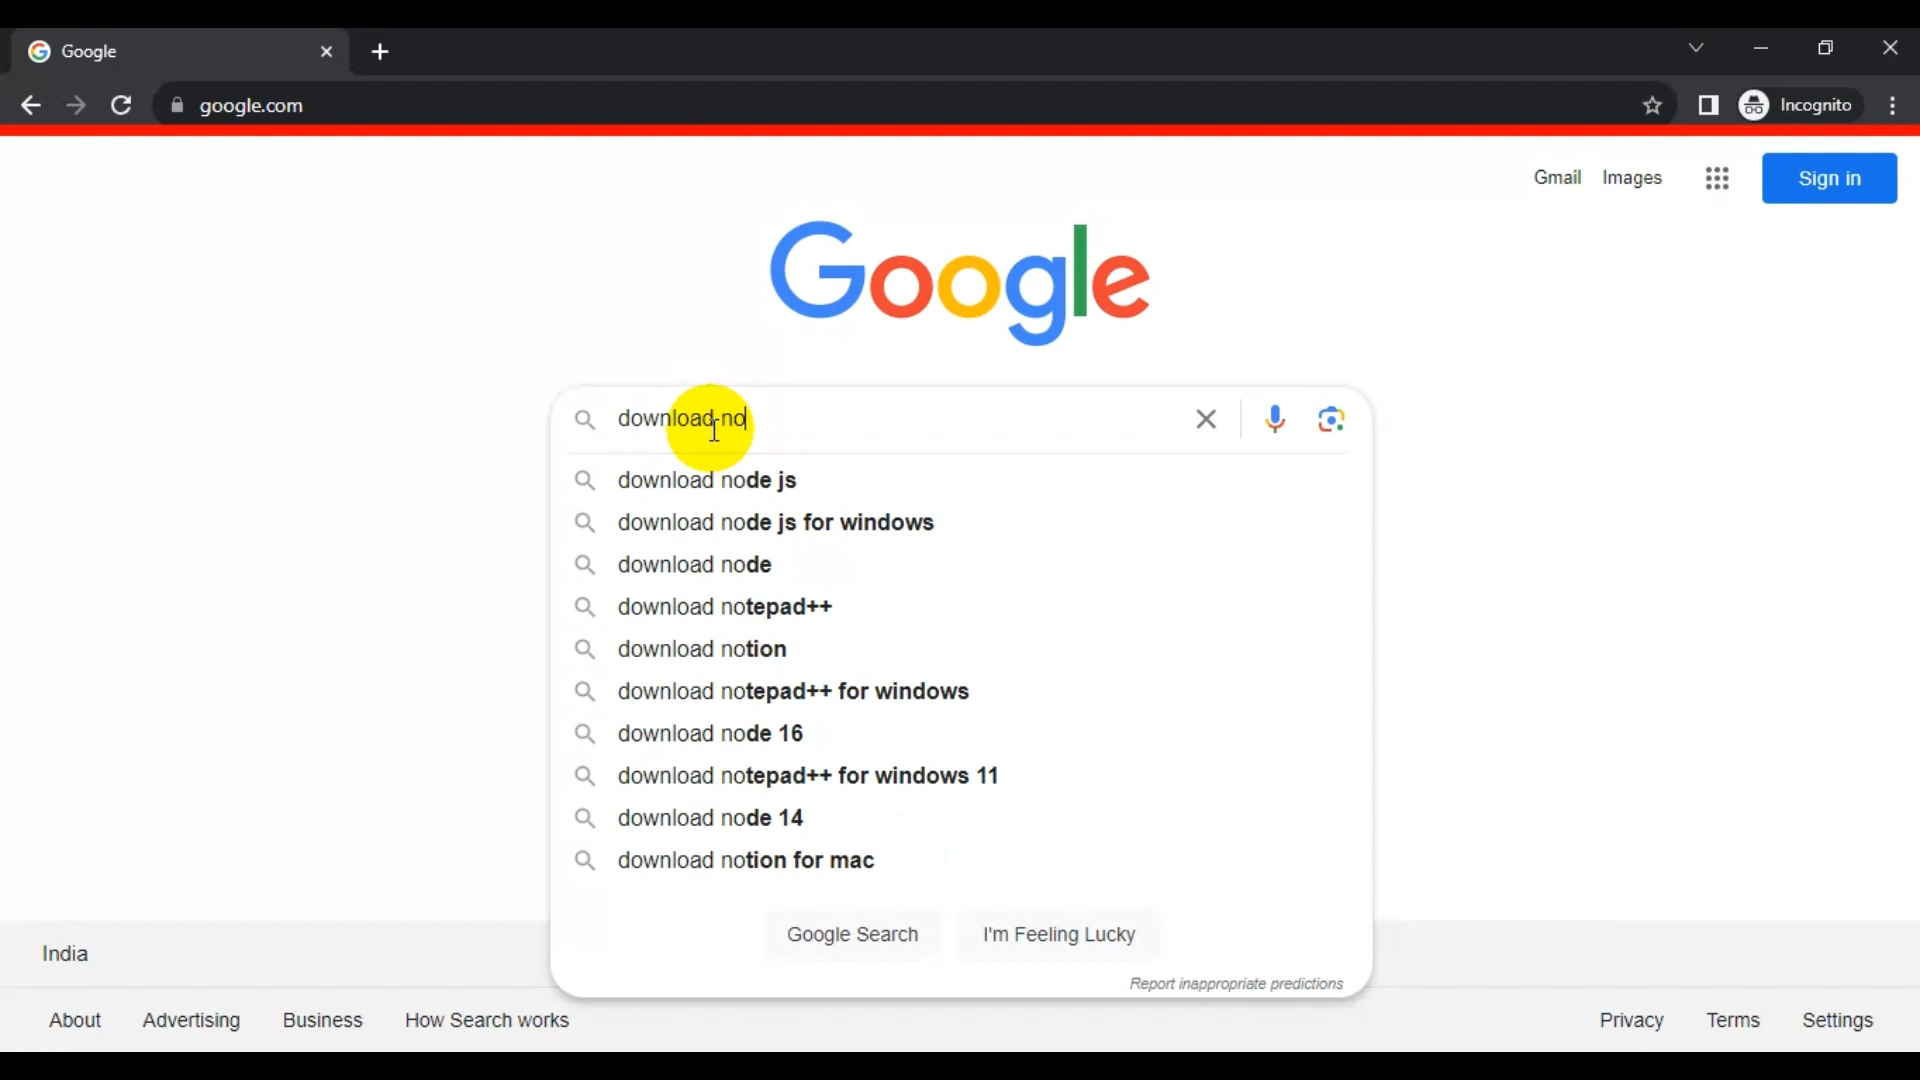 Google
google.com
Incognito
Gmail Images Sign in
Google
download no
download node js
download node js for windows
download node
download notepad++
download notion
download notepad++ for windows
download node 16
download notepad++ for windows 11
download node 14
download notion for mac
Google Search I'm Feeling Lucky
Report inappropriate predictions
India
About Advertising Business How Search works Privacy Terms Settings